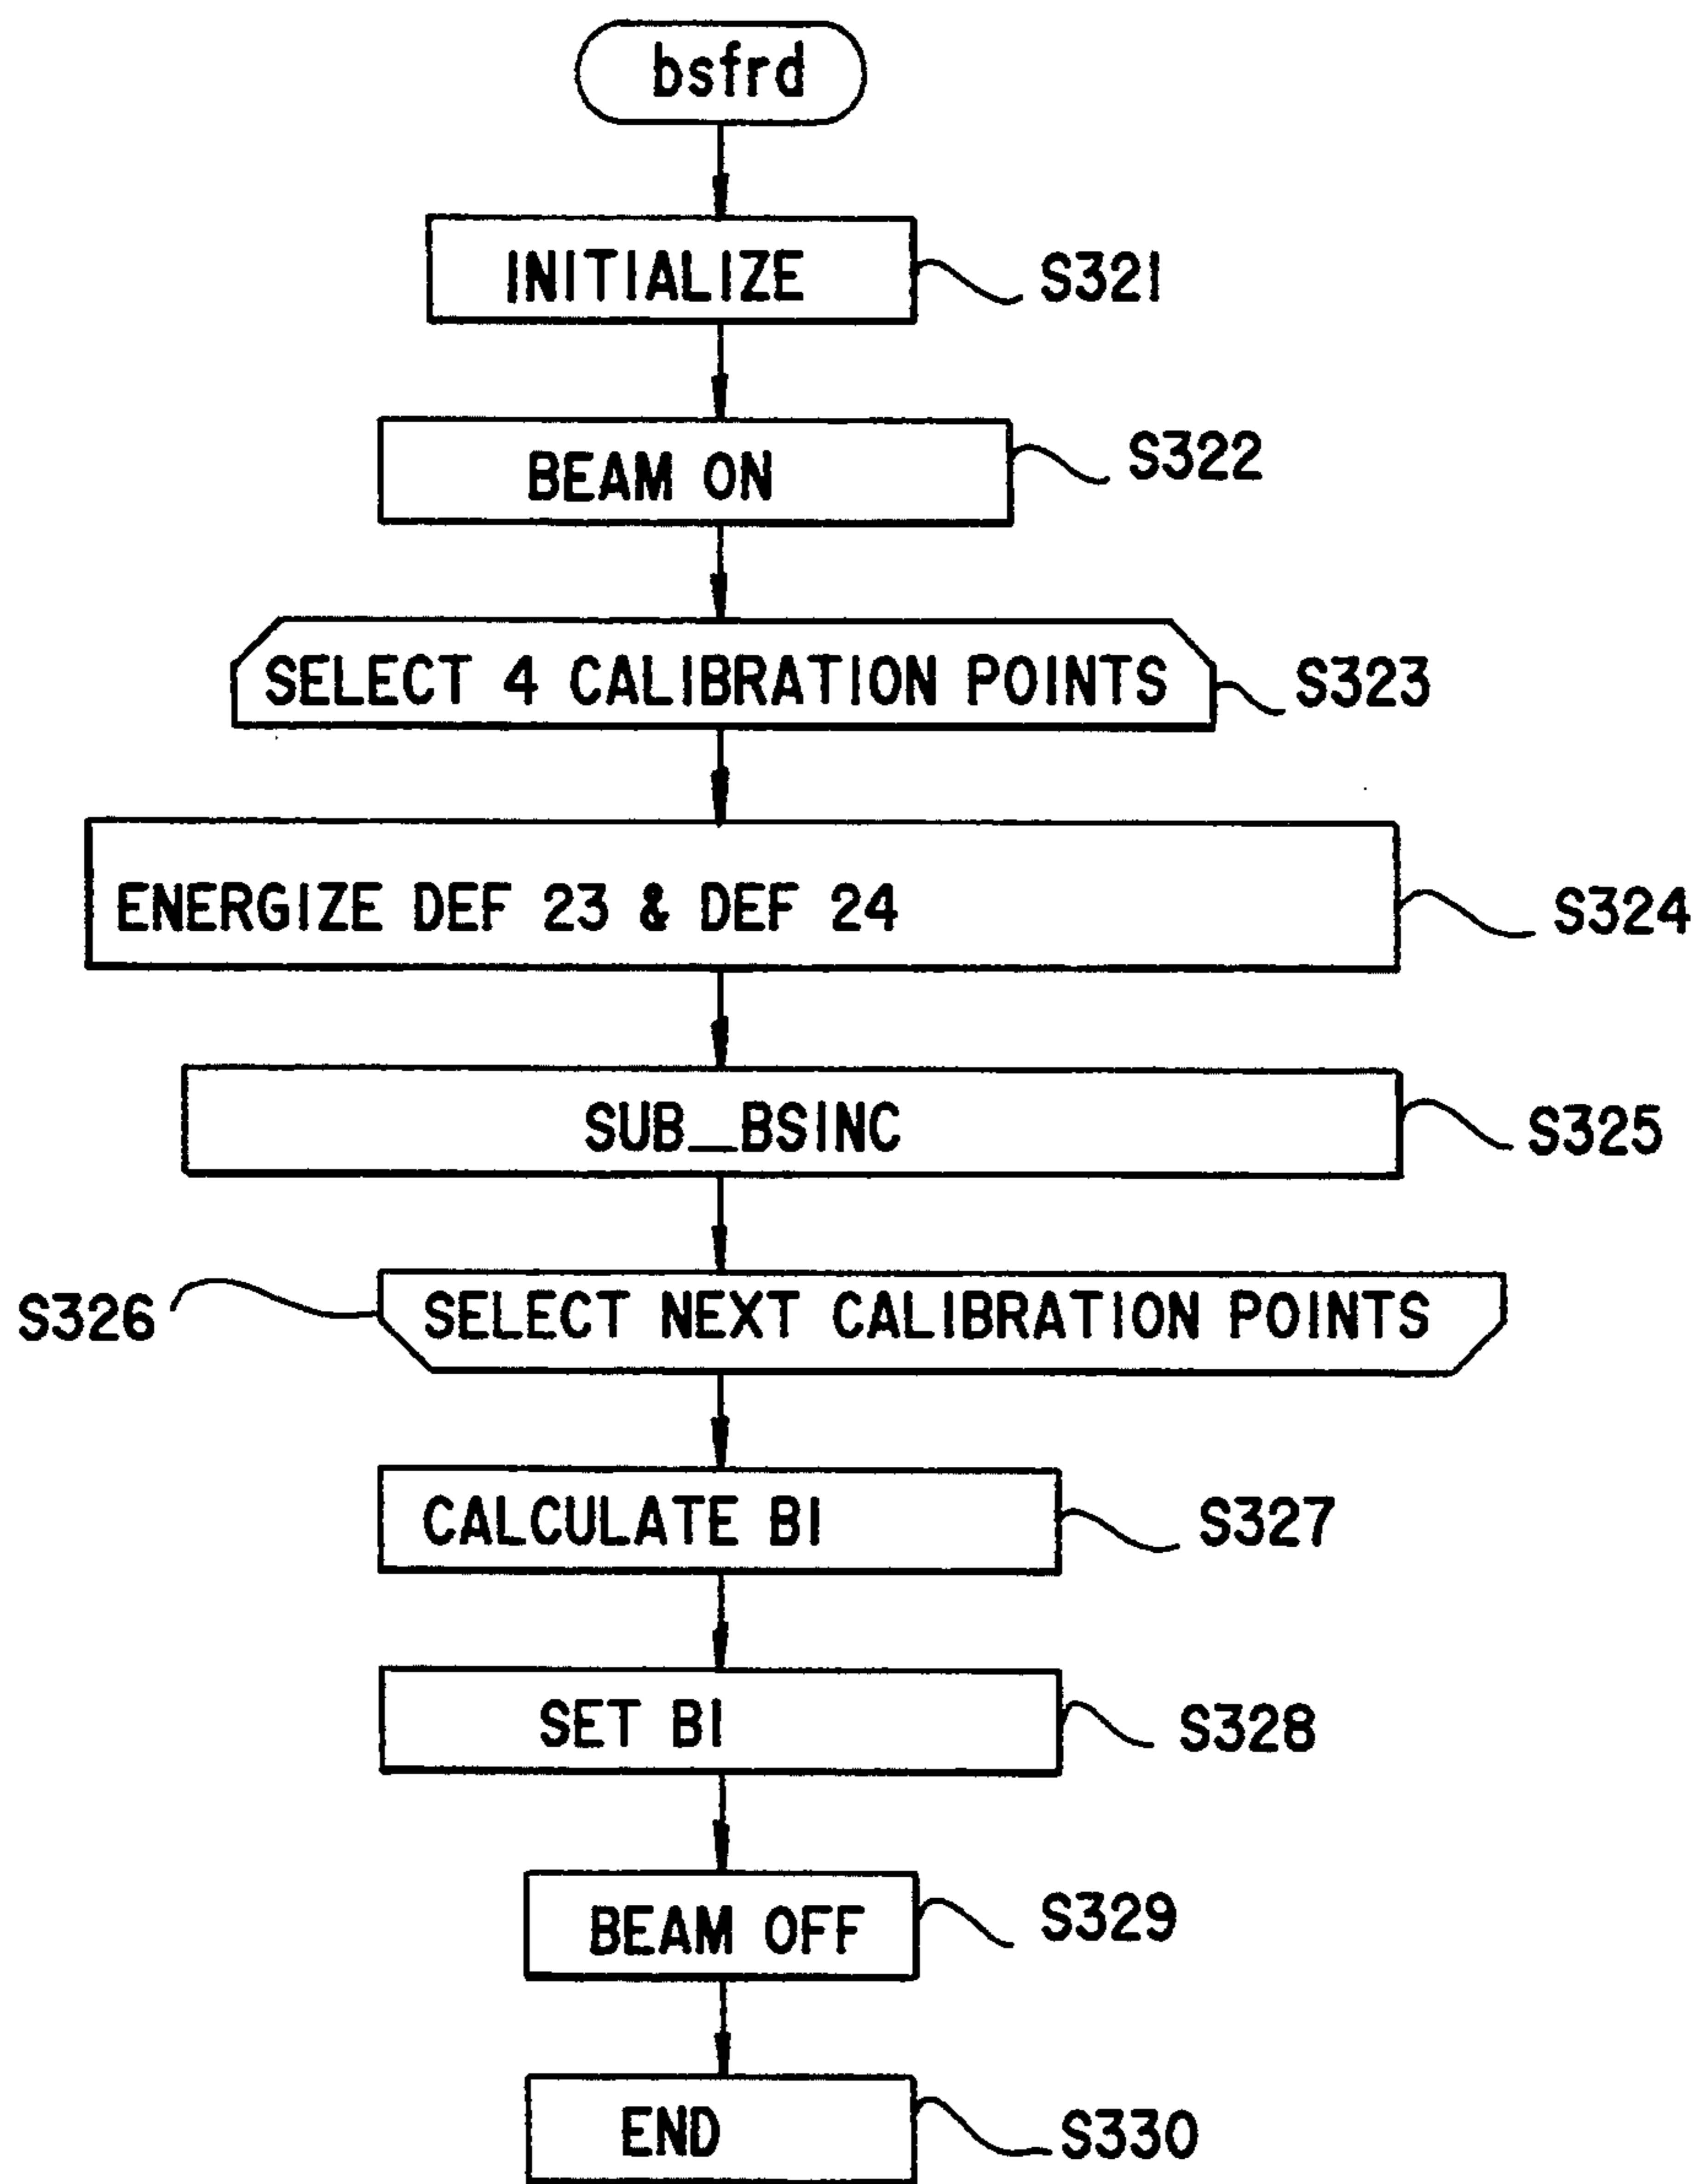 bsfrd
INITIALIZE S321
BEAM ON S322
SELECT 4 CALIBRATION POINTS S323
ENERGIZE DEF 23 & DEF 24 S324
SUB_BSINC S325
S326 SELECT NEXT CALIBRATION POINTS
CALCULATE BI S327
SET BI S328
BEAM OFF S329
END S330